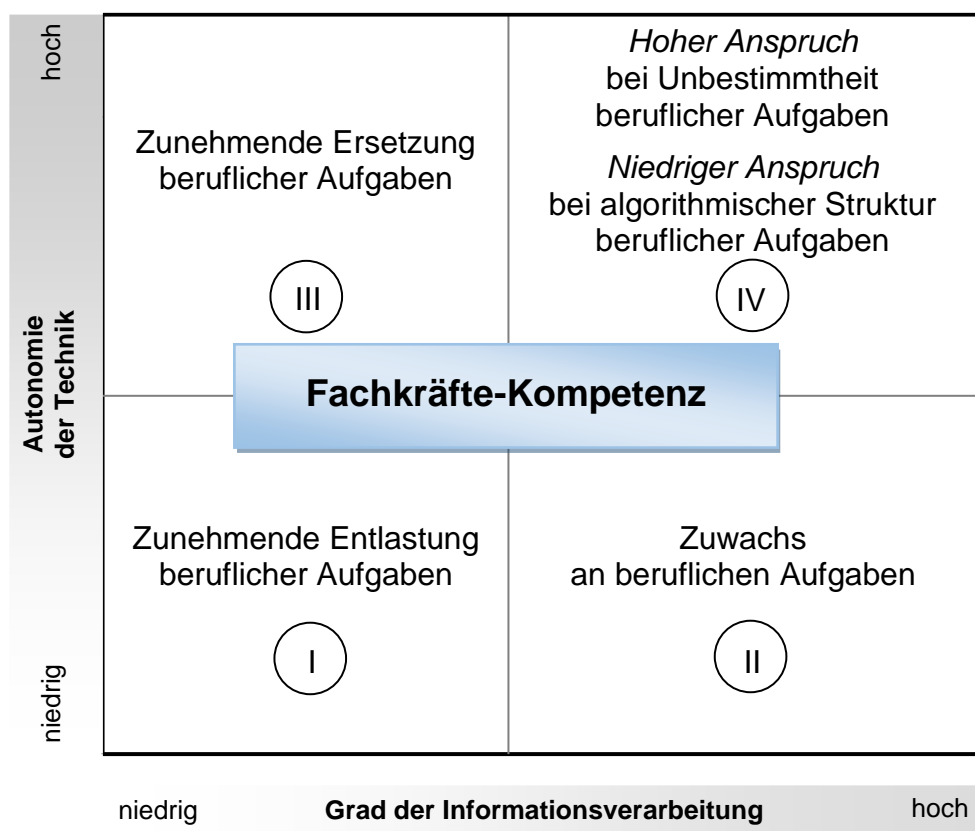 hoch
Autonomie
der Technik
niedrig
Zunehmende Ersetzung
beruflicher Aufgaben
III
Hoher Anspruch
bei Unbestimmtheit
beruflicher Aufgaben
Niedriger Anspruch
bei algorithmischer Struktur
beruflicher Aufgaben
IV
Fachkräfte-Kompetenz
Zunehmende Entlastung
beruflicher Aufgaben
I
Zuwachs
an beruflichen Aufgaben
II
niedrig
Grad der Informationsverarbeitung
hoch